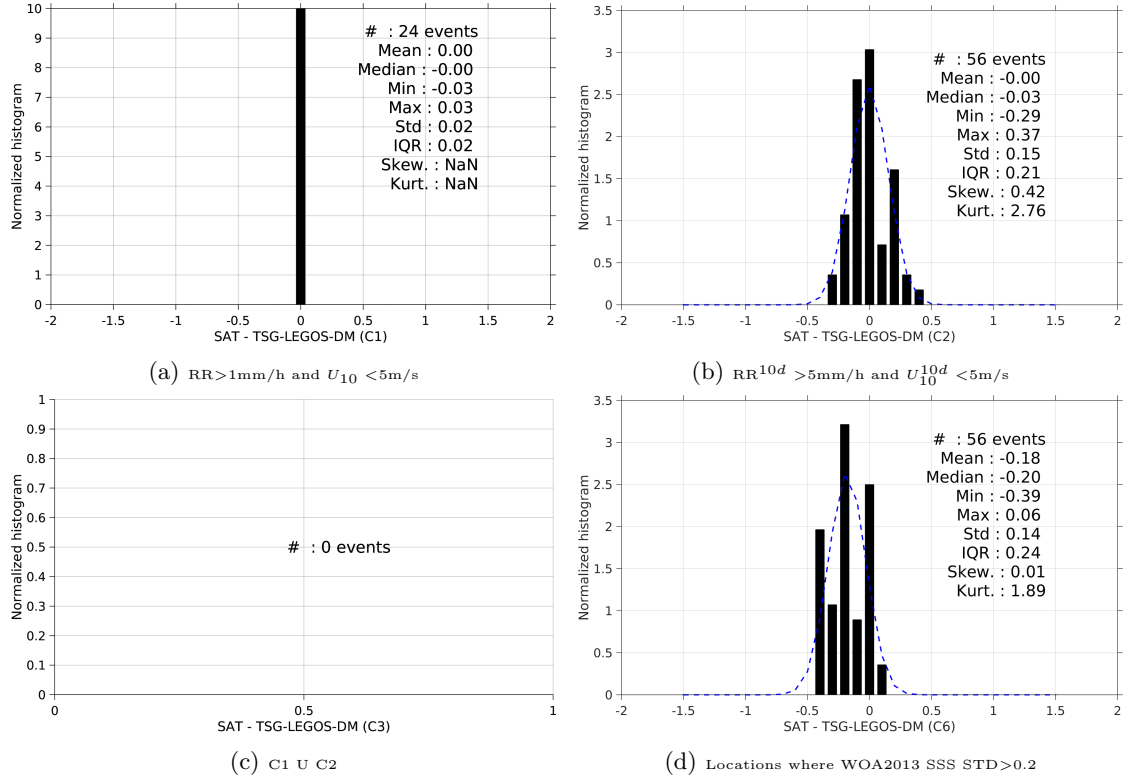 10
9
8
7
6
5
4
3
2
1
0
Normalized histogram
# : 24 events
Mean : 0.00
Median : -0.00
Min : -0.03
Max : 0.03
Std : 0.02
IQR : 0.02
Skew. : NaN
Kurt. : NaN
-2 -1.5 -1 -0.5 0 0.5 1 1.5 2
SAT - TSG-LEGOS-DM (C1)
(a) RR>1mm/h and U10 <5m/s
3.5
3
2.5
2
1.5
1
0.5
0
Normalized histogram
# : 56 events
Mean : -0.00
Median : -0.03
Min : -0.29
Max : 0.37
Std : 0.15
IQR : 0.21
Skew. : 0.42
Kurt. : 2.76
-2 -1.5 -1 -0.5 0 0.5 1 1.5 2
SAT - TSG-LEGOS-DM (C2)
(b) RR^10d >5mm/h and U10^10d <5m/s
1
0.9
0.8
0.7
0.6
0.5
0.4
0.3
0.2
0.1
0
Normalized histogram
# : 0 events
0 0.5 1
SAT - TSG-LEGOS-DM (C3)
(c) C1 U C2
3.5
3
2.5
2
1.5
1
0.5
0
Normalized histogram
# : 56 events
Mean : -0.18
Median : -0.20
Min : -0.39
Max : 0.06
Std : 0.14
IQR : 0.24
Skew. : 0.01
Kurt. : 1.89
-2 -1.5 -1 -0.5 0 0.5 1 1.5 2
SAT - TSG-LEGOS-DM (C6)
(d) Locations where WOA2013 SSS STD>0.2